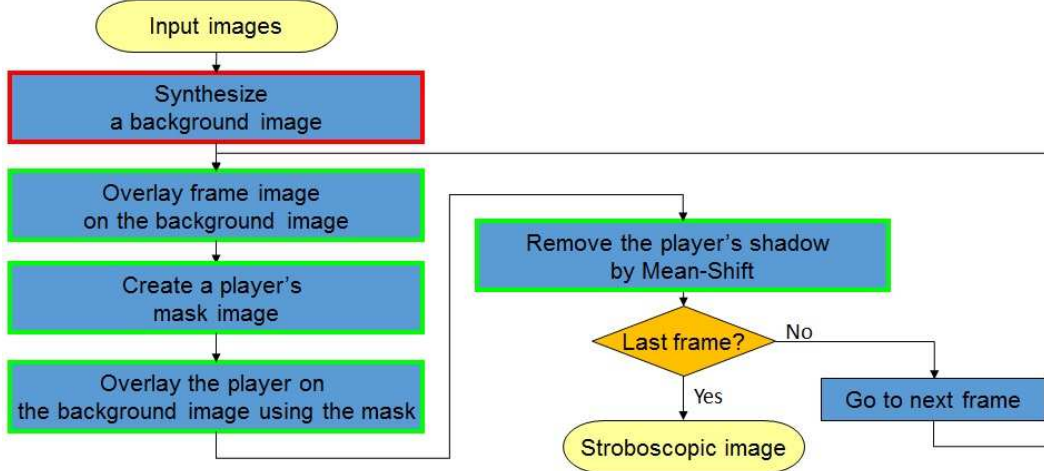 Input images
Synthesize
a background image
Overlay frame image
on the background image
Create a player's
mask image
Overlay the player on
the background image using the mask
Remove the player's shadow
by Mean-Shift
Last frame?
No
Yes
Go to next frame
Stroboscopic image